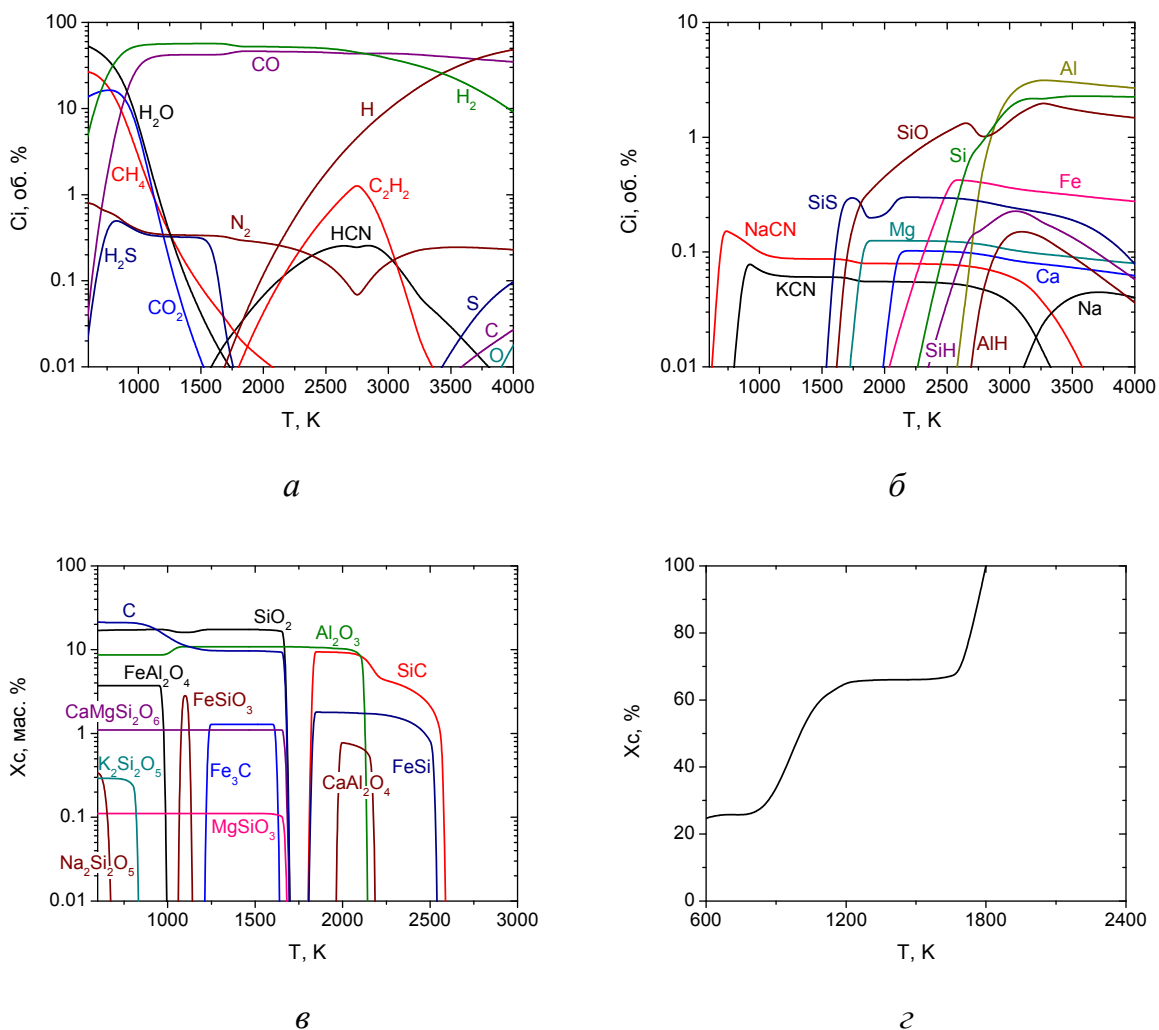 100
10
1
0.1
0.01
Ci, об. %
H₂O
CO
H
H₂
CH₄
C₂H₂
N₂
HCN
H₂S
CO₂
S
C
O
1000 1500 2000 2500 3000 3500 4000
T, K
а
10
1
0.1
0.01
Ci, об. %
Al
SiO
Si
Fe
SiS
NaCN
Mg
KCN
Ca
Na
SiH
AlH
1000 1500 2000 2500 3000 3500 4000
T, K
б
100
10
1
0.1
0.01
Xc, мас. %
C
SiO₂
Al₂O₃
SiC
FeAl₂O₄
FeSiO₃
CaMgSi₂O₆
K₂Si₂O₅
Fe₃C
CaAl₂O₄
FeSi
MgSiO₃
Na₂Si₂O₅
1000 1500 2000 2500 3000
T, K
в
100
80
60
40
20
0
Xc, %
600 1200 1800 2400
T, K
г